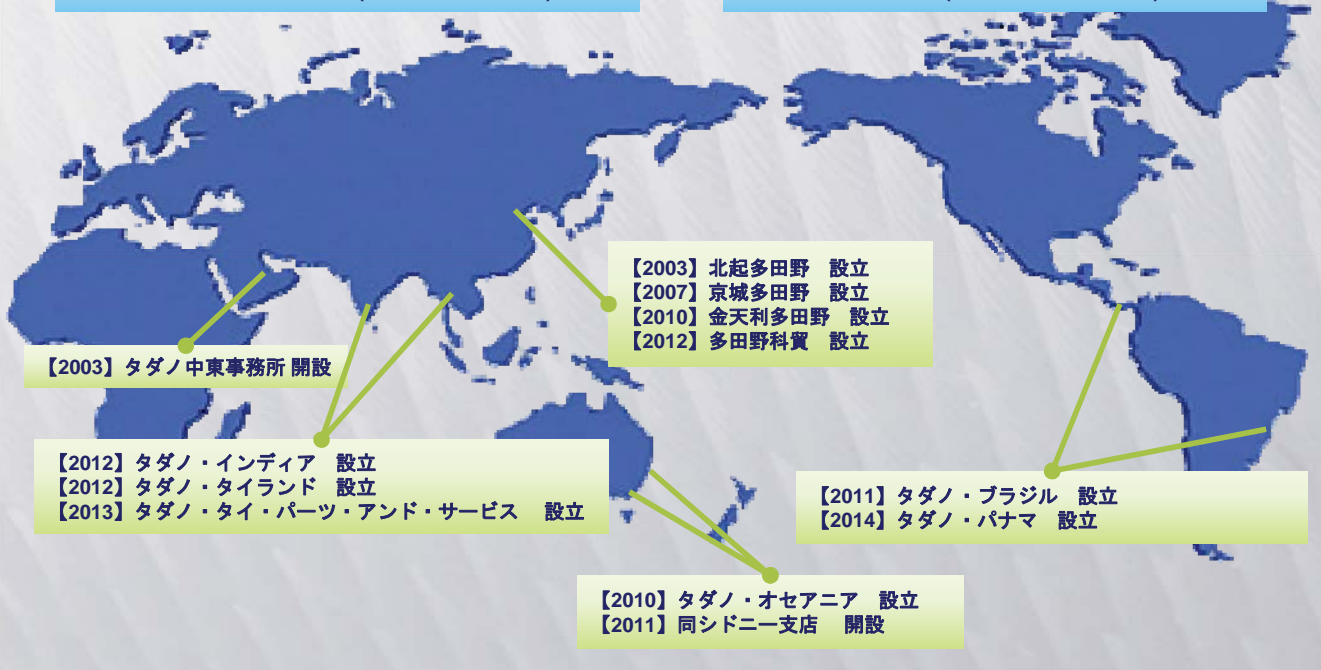 【2003】北起多田野　設立
【2007】京城多田野　設立
【2010】金天利多田野　設立
【2012】多田野科貿　設立
【2003】タダノ中東事務所 開設
【2012】タダノ・インディア　設立
【2012】タダノ・タイランド　設立
【2013】タダノ・タイ・パーツ・アンド・サービス　設立
【2011】タダノ・ブラジル　設立
【2014】タダノ・パナマ　設立
【2010】タダノ・オセアニア　設立
【2011】同シドニー支店　開設